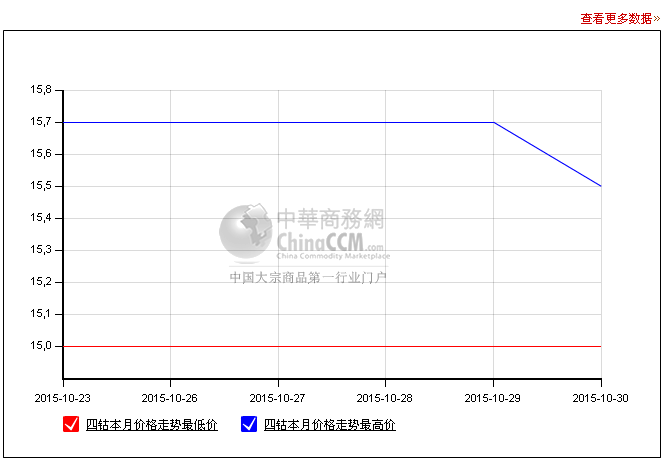 查看更多数据»
15,8
15,7
15,6
15,5
15,4
15,3
15,2
15,1
15,0
中華商務網
ChinaCCM.com
China Commodity Marketplace
中国大宗商品第一行业门户
2015-10-23 2015-10-26 2015-10-27 2015-10-28 2015-10-29 2015-10-30
四钴本月价格走势最低价 四钴本月价格走势最高价